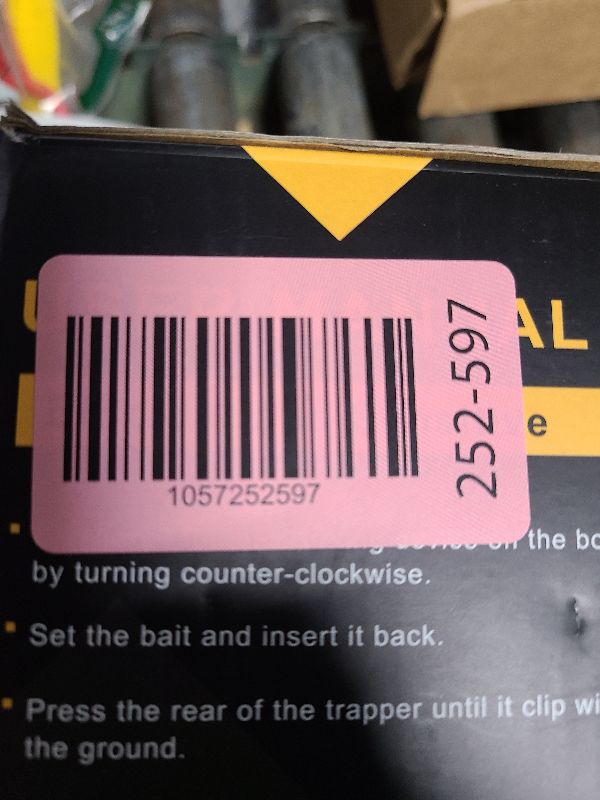 AL
e
1057252597
252-597
on the bo
by turning counter-clockwise.
Set the bait and insert it back.
Press the rear of the trapper until it clip wi
the ground.